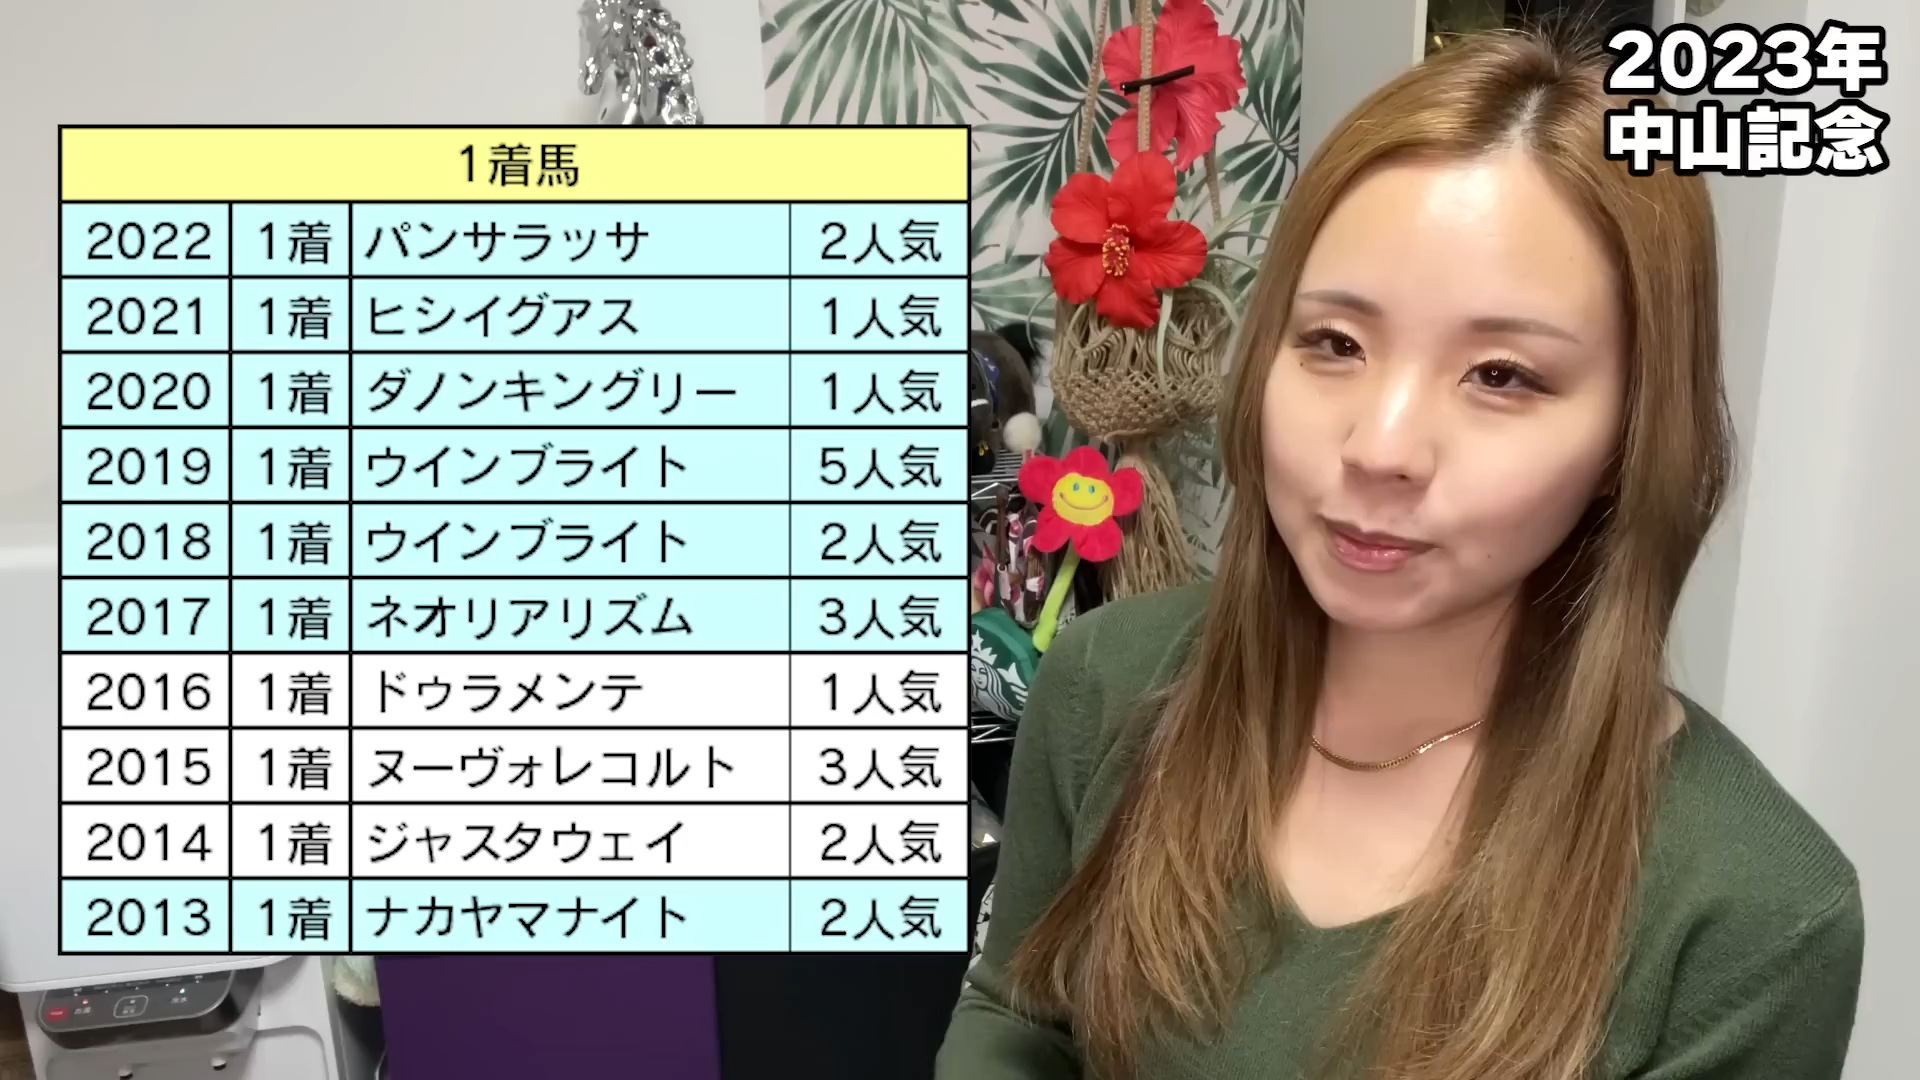 2023年
中山記念
1着馬
2022 1着 パンサラッサ 2人気
2021 1着 ヒシイグアス 1人気
2020 1着 ダノンキングリー 1人気
2019 1着 ウインブライト 5人気
2018 1着 ウインブライト 2人気
2017 1着 ネオリアリズム 3人気
2016 1着 ドゥラメンテ 1人気
2015 1着 ヌーヴォレコルト 3人気
2014 1着 ジャスタウェイ 2人気
2013 1着 ナカヤマナイト 2人気